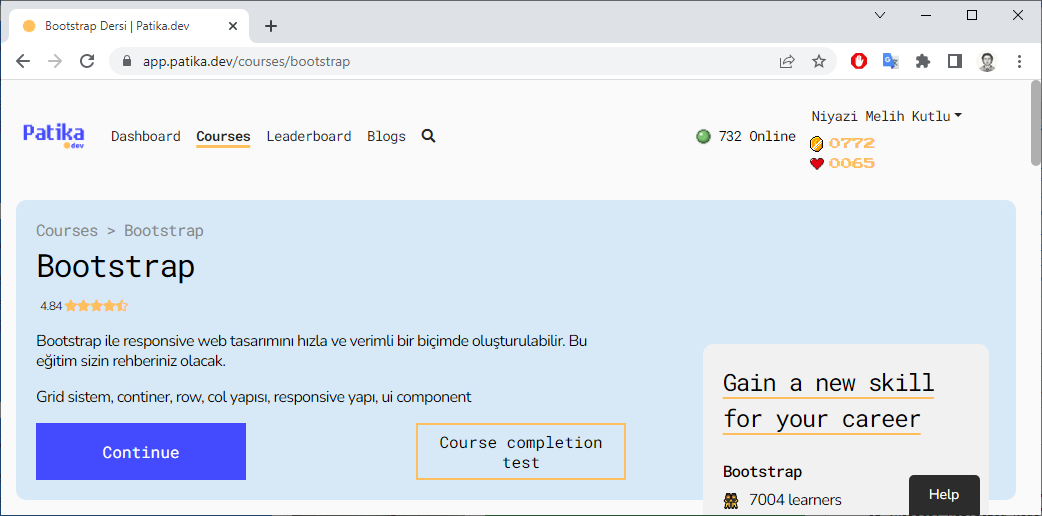 Bootstrap Dersi | Patika.dev
app.patika.dev/courses/bootstrap
Niyazi Melih Kutlu
Patika
dev
Dashboard Courses Leaderboard Blogs
732 Online
0772
0065
Courses > Bootstrap
Bootstrap
4.84
Bootstrap ile responsive web tasarımını hızla ve verimli bir biçimde oluşturulabilir. Bu
eğitim sizin rehberiniz olacak.
Grid sistem, continer, row, col yapısı, responsive yapı, ui component
Continue
Course completion
test
Gain a new skill
for your career
Bootstrap
7004 learners
Help